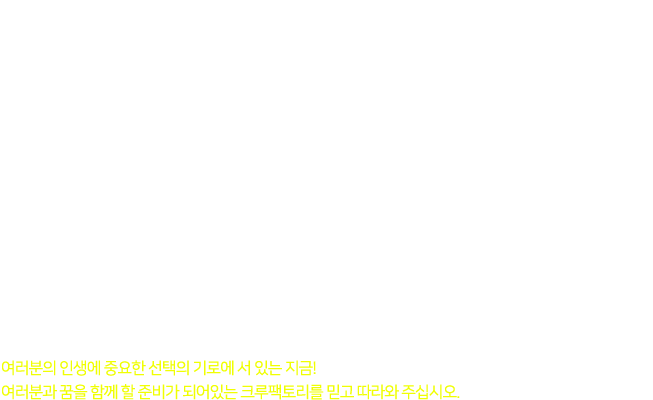 여러분의 인생에 중요한 선택의 기로에 서 있는 지금!
여러분과 꿈을 함께 할 준비가 되어있는 크루팩토리를 믿고 따라와 주십시오.